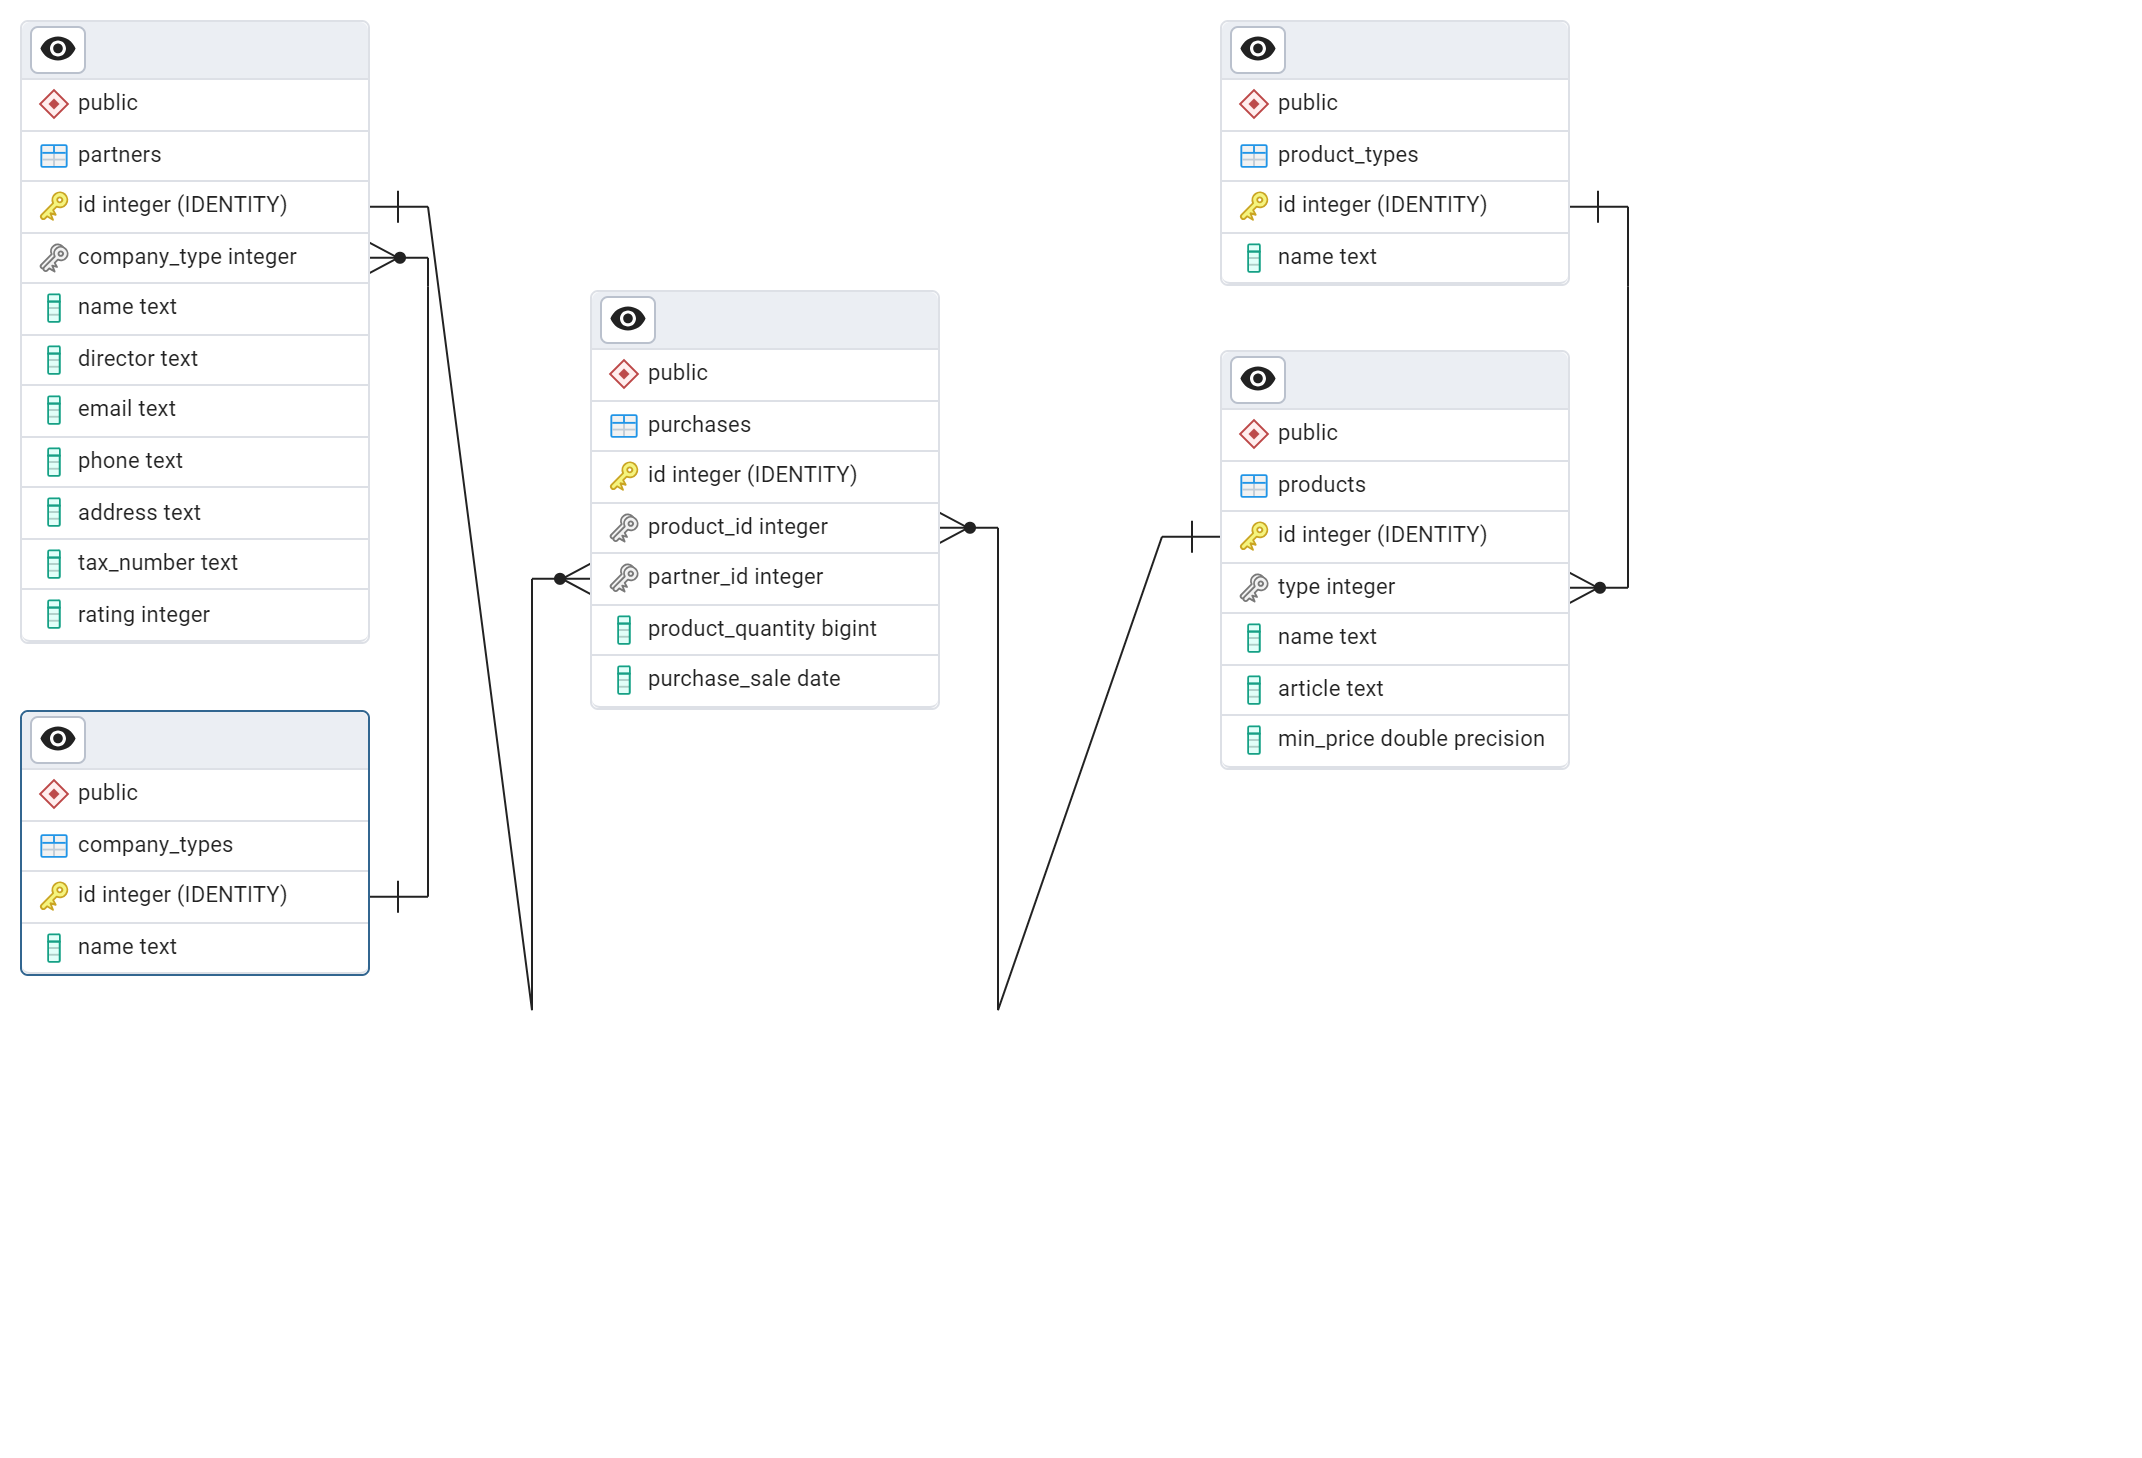 public
partners
id integer (IDENTITY)
company_type integer
name text
director text
email text
phone text
address text
tax_number text
rating integer
public
company_types
id integer (IDENTITY)
name text
public
purchases
id integer (IDENTITY)
product_id integer
partner_id integer
product_quantity bigint
purchase_sale date
public
product_types
id integer (IDENTITY)
name text
public
products
id integer (IDENTITY)
type integer
name text
article text
min_price double precision